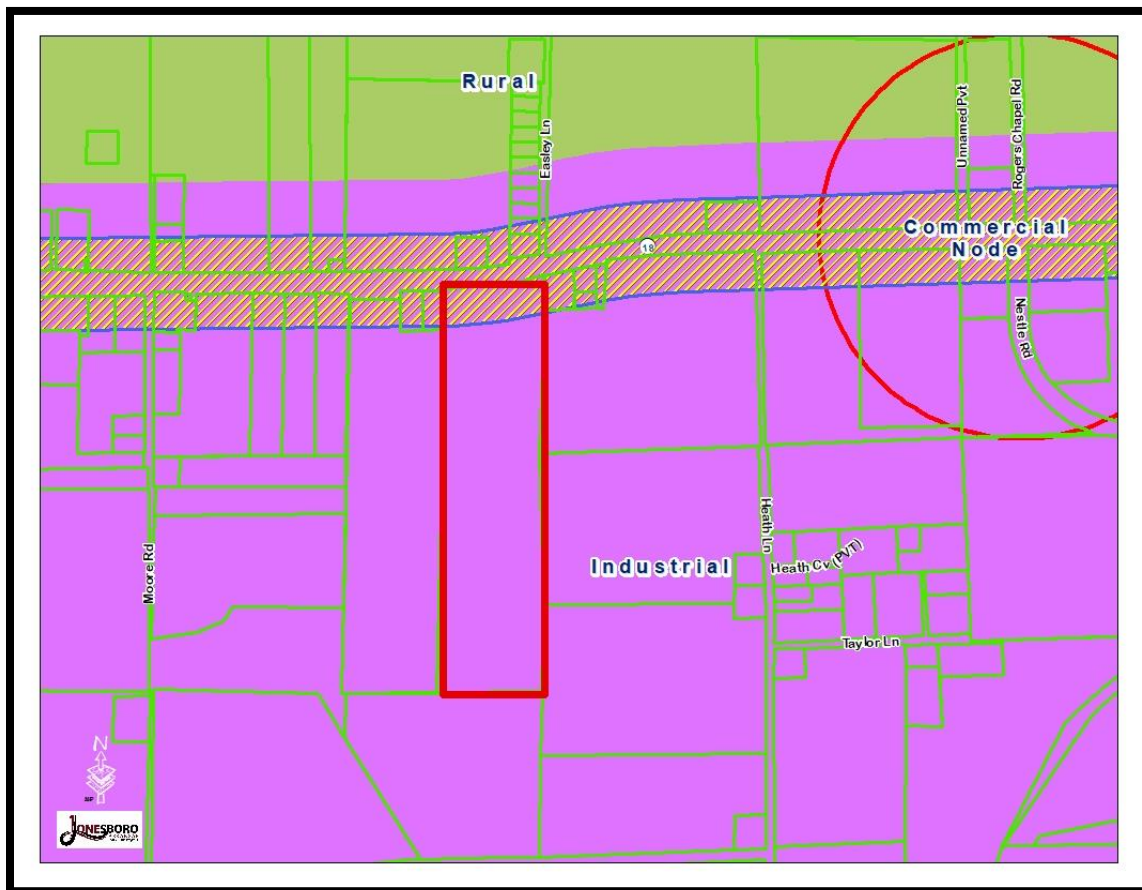 Rural
Easley Ln
Unnamed Pvt
Rogers Chapel Rd
18
Commercial
Node
Nestle Rd
Moore Rd
Industrial
Heath Ln
Heath Cv (PVT)
Taylor Ln
N
JONESBORO